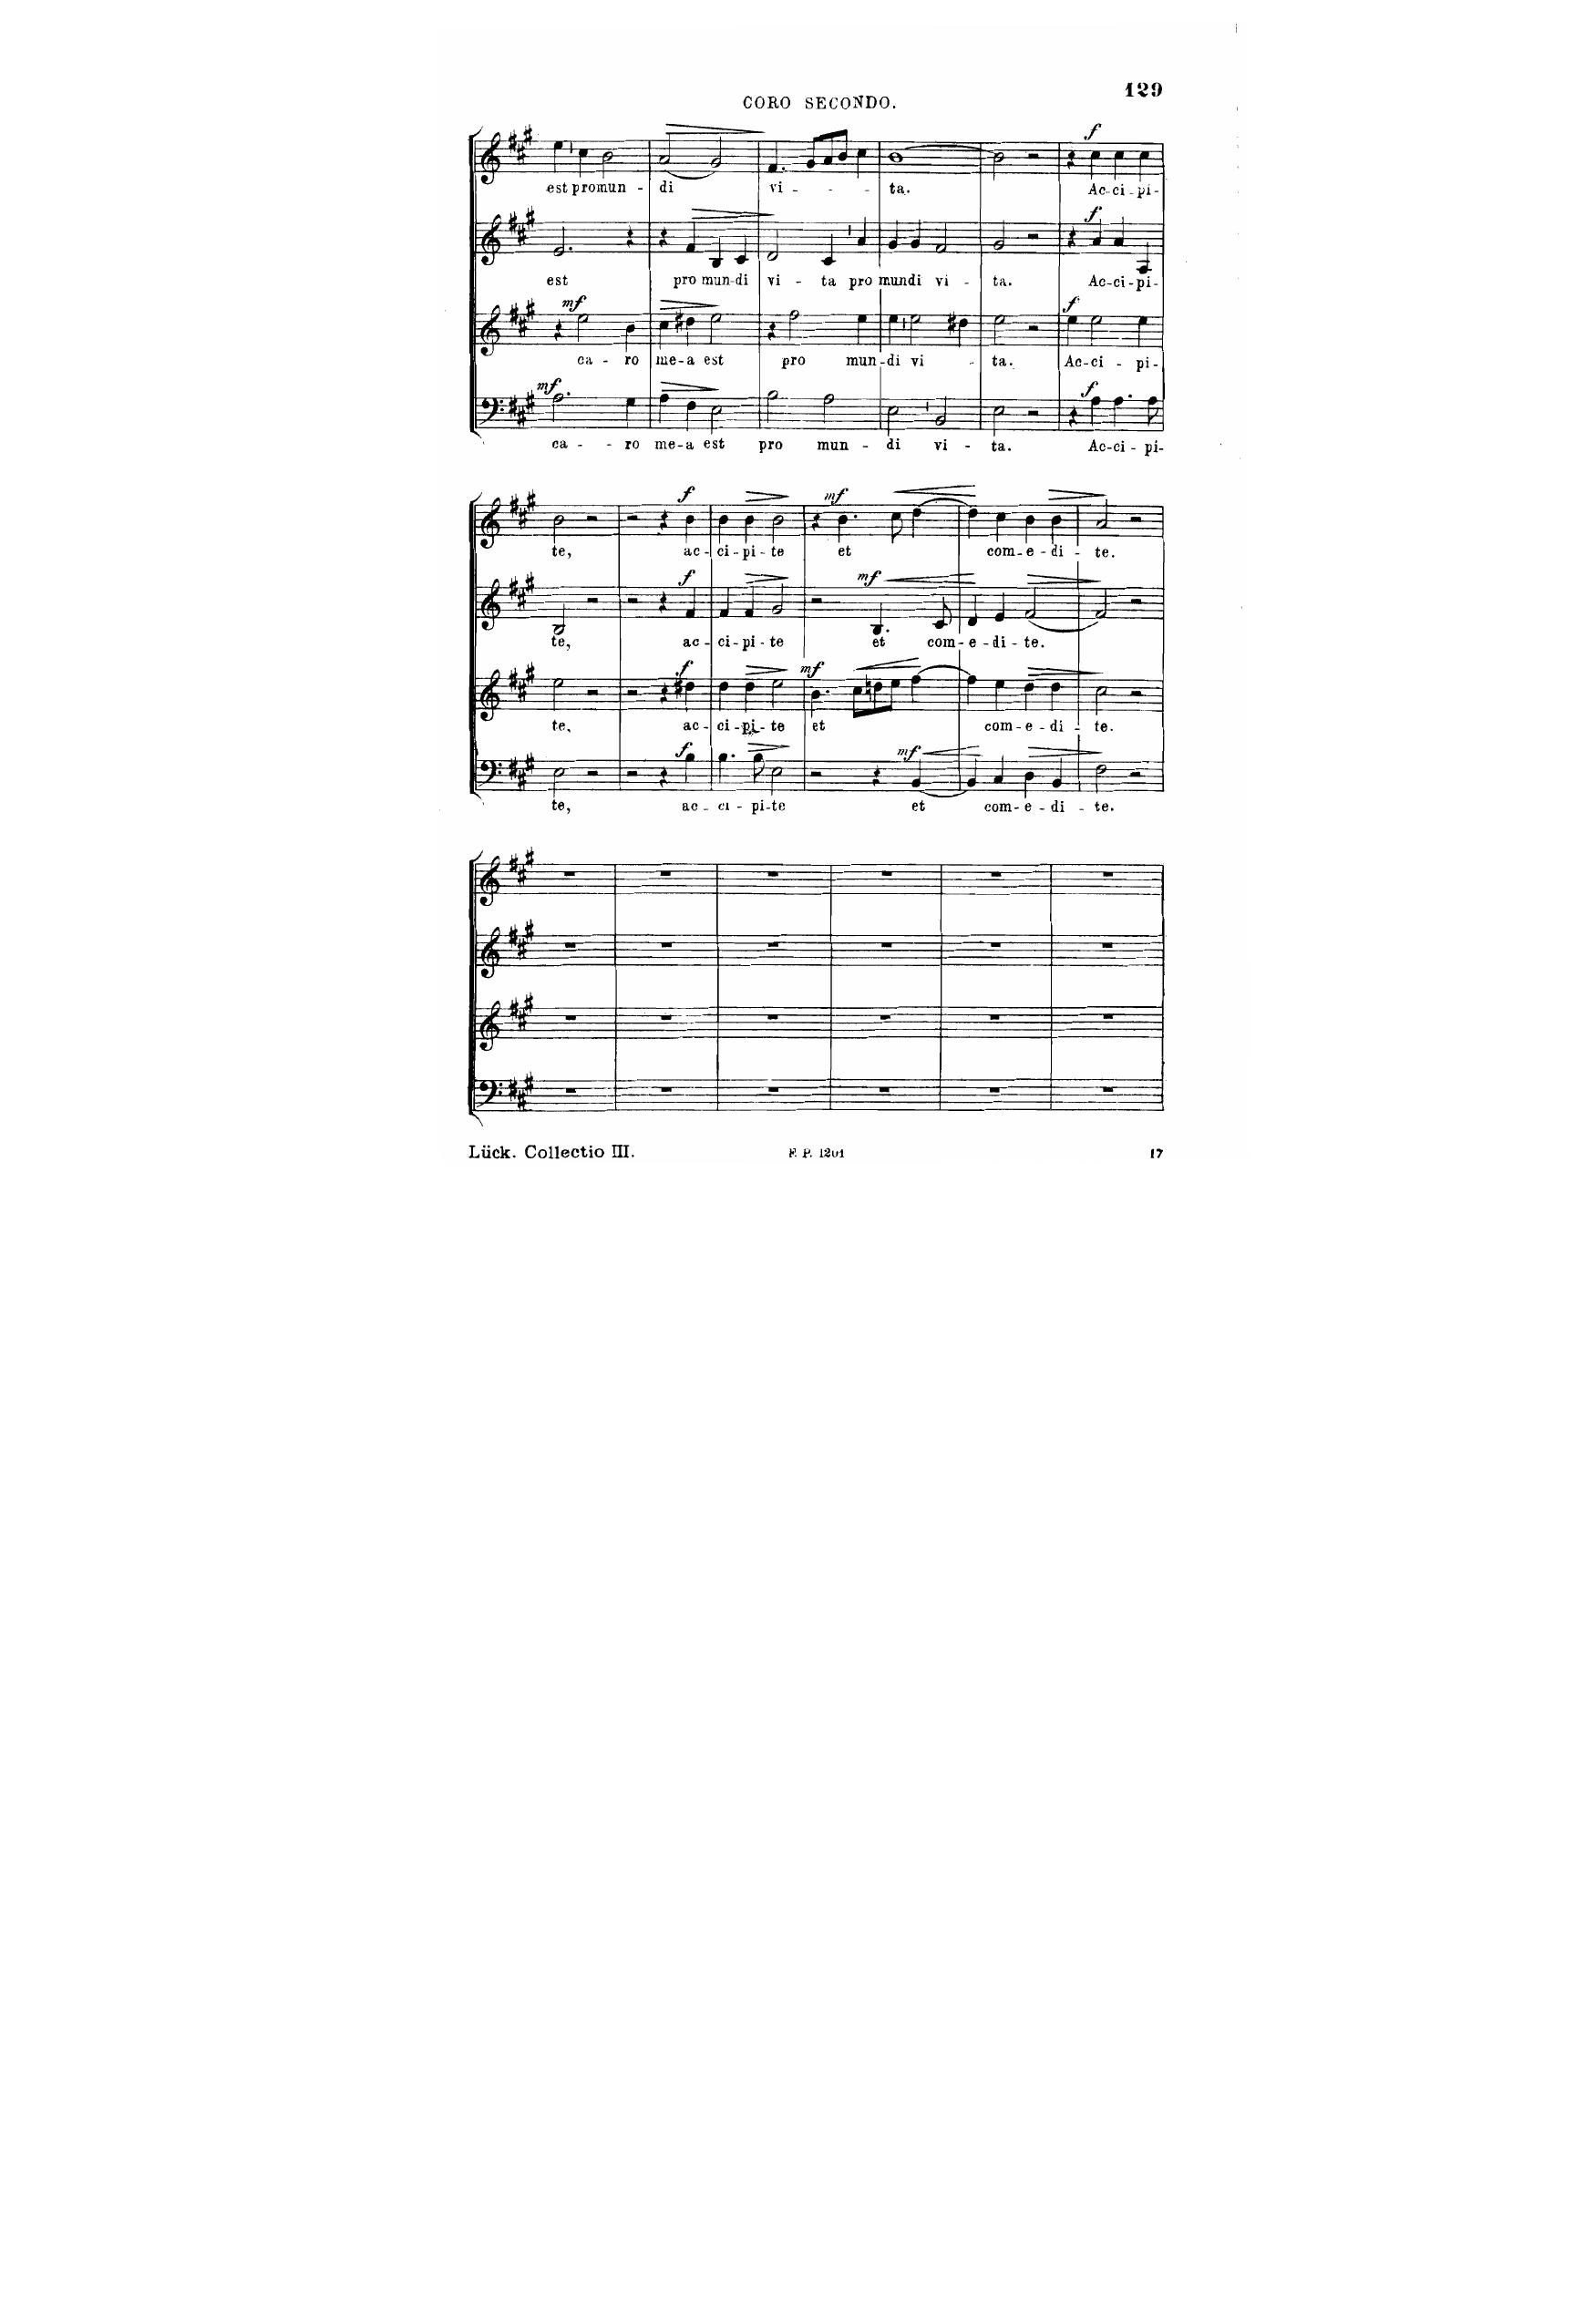 129
CORO SECONDO.
f
est pro mun - di vi - - - ta. Ac-ci-pi-
f
est pro mun-di vi - ta pro mundi vi - ta. Ac-ci-pi-
mf f
ca - ro me-a est pro mun-di vi - ta. Ac-ci - pi-
mf f
ca - - ro me-a est pro mun - di vi - ta. Ac-ci - pi-
f mf
te, ac-ci-pi-te et com-e-di - te.
f mf
te, ac-ci-pi-te et com-e-di-te.
f mf
te, ac-ci-pi-te et com-e-di - te.
f mf
te, ac - ci - pi-te et com-e-di - te.
Lück. Collectio III. F. P. 1201 17